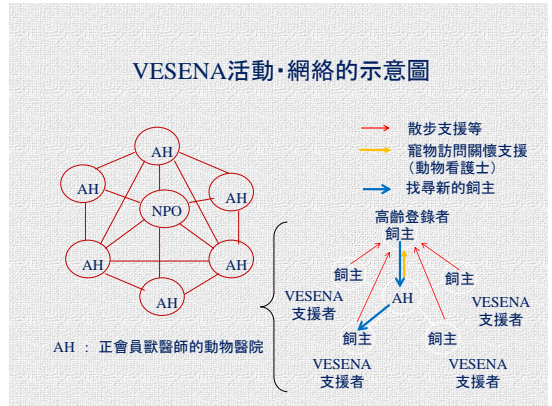 VESENA活動･網絡的示意圖
散步支援等
寵物訪問關懷支援
（動物看護士）
找尋新的飼主
AH
AH
AH
NPO
AH
AH
AH
AH ： 正會員獸醫師的動物醫院
高齡登錄者
飼主
飼主
飼主
VESENA
支援者
AH
VESENA
支援者
飼主
飼主
VESENA
支援者
VESENA
支援者